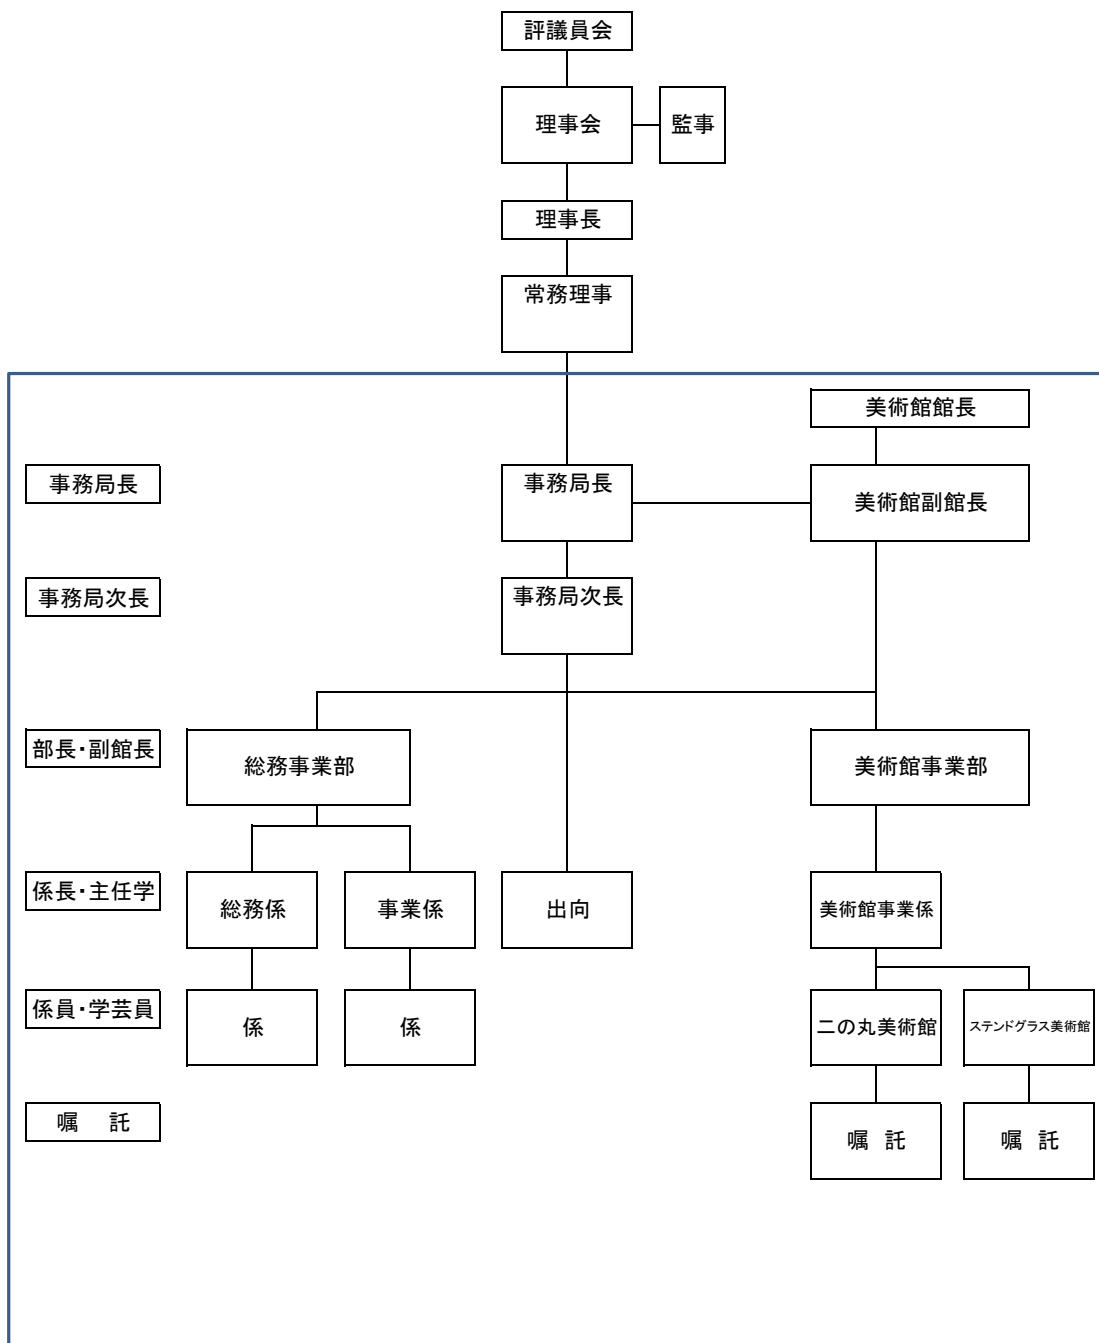 評議員会
理事会
監事
理事長
常務理事
美術館館長
事務局長
事務局長
美術館副館長
事務局次長
事務局次長
部長・副館長
総務事業部
美術館事業部
係長・主任学
総務係
事業係
出向
美術館事業係
係員・学芸員
係
係
二の丸美術館
ステンドグラス美術館
嘱 託
嘱 託
嘱 託